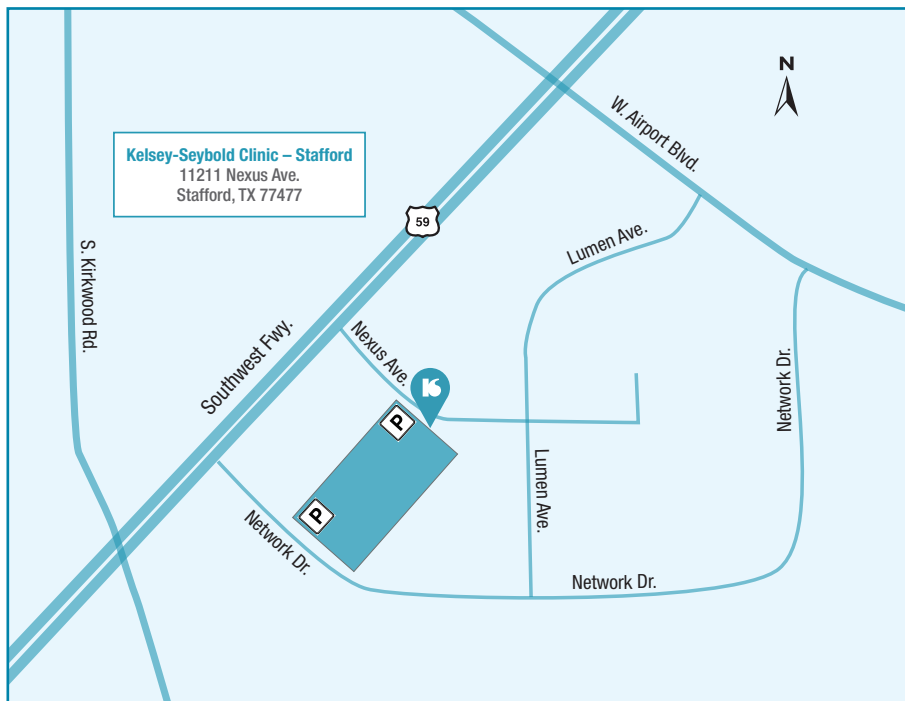 N
W. Airport Blvd.
Kelsey-Seybold Clinic – Stafford
11211 Nexus Ave.
Stafford, TX 77477
59
Lumen Ave.
S. Kirkwood Rd.
Southwest Fwy.
Nexus Ave.
Network Dr.
P
Lumen Ave.
P
Network Dr.
Network Dr.